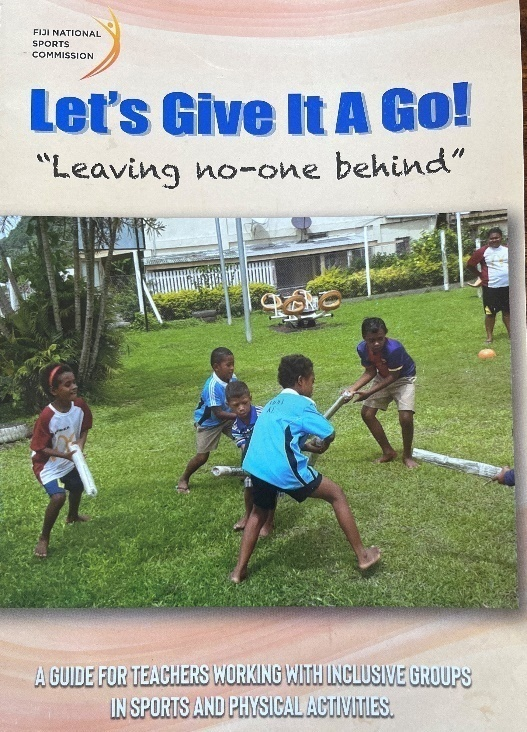 FIJI NATIONAL
SPORTS
COMMISSION
Let's Give It A Go!
"Leaving no-one behind"
A GUIDE FOR TEACHERS WORKING WITH INCLUSIVE GROUPS
IN SPORTS AND PHYSICAL ACTIVITIES.